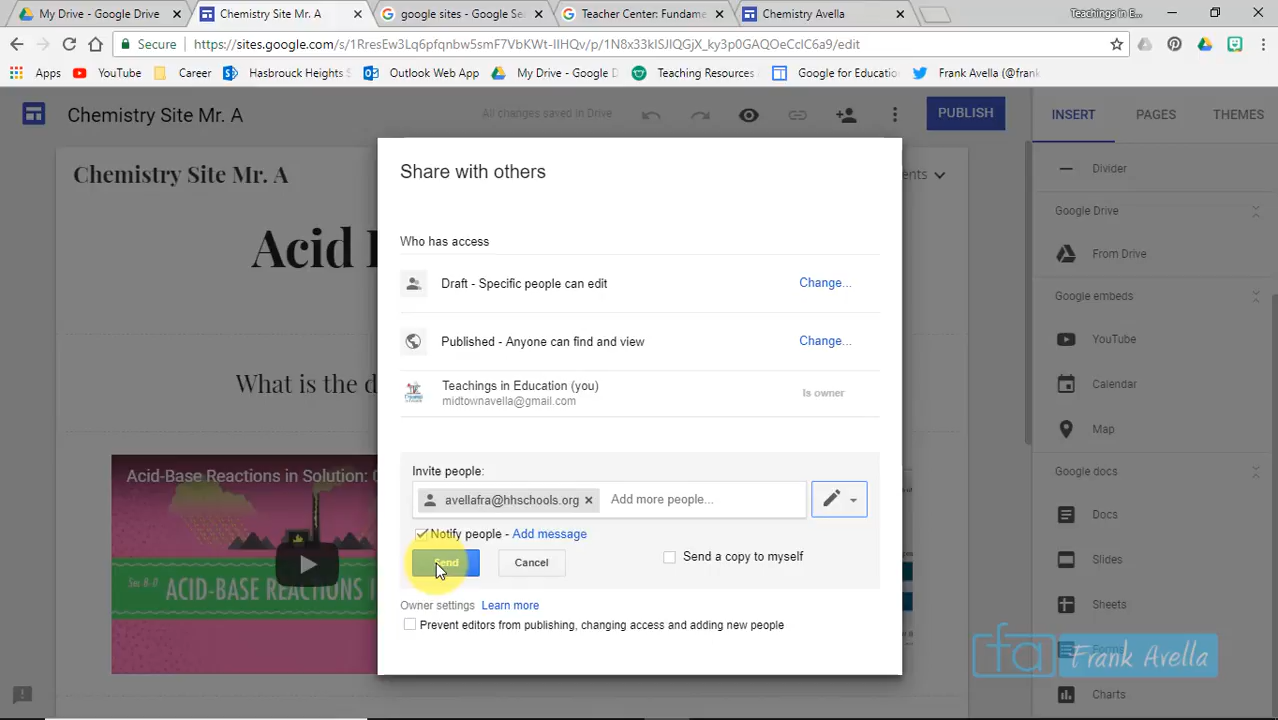 My Drive - Google Drive
Chemistry Site Mr. A
google sites - Google Se
Teacher Center: Fundame
Chemistry Avella
Teachings in E...
Secure
https://sites.google.com/s/1RresEw3Lq6pfqnbw5smF7VbKWt-IIHQv/p/1N8x33kISJIQGjX_ky3p0GAQOeCcIC6a9/edit
Apps
YouTube
Career
Hasbrouck Heights S
Outlook Web App
My Drive - Google D
Teaching Resources
Google for Educatio
Frank Avella (@frank
Chemistry Site Mr. A
All changes saved in Drive
PUBLISH
INSERT
PAGES
THEMES
Chemistry Site Mr. A
ents
Acid
What is the d
Acid-Base Reactions in Solution: C
ACID-BASE REACTIONS I
Share with others
Who has access
Draft - Specific people can edit
Change...
Published - Anyone can find and view
Change...
Teachings in Education (you)
midtownavella@gmail.com
Is owner
Invite people:
avellafra@hhschools.org
Add more people...
Notify people - Add message
Send
Cancel
Send a copy to myself
Owner settings Learn more
Prevent editors from publishing, changing access and adding new people
Divider
Google Drive
From Drive
Google embeds
YouTube
Calendar
Map
Google docs
Docs
Slides
Sheets
Forms
Charts
fa Frank Avella